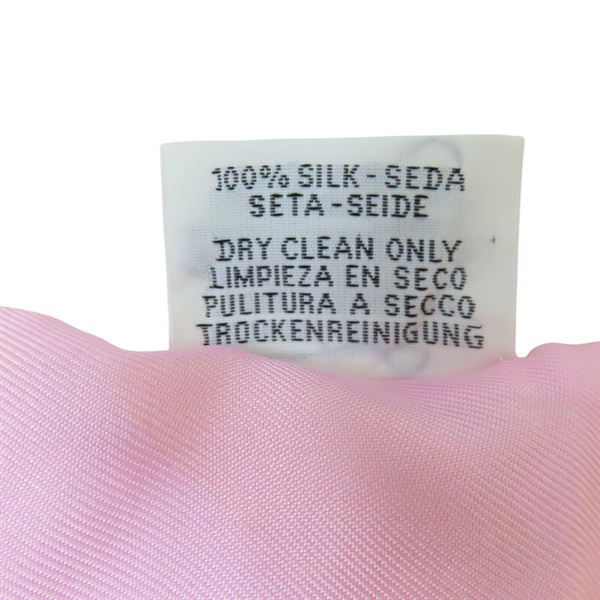 100% SILK-SEDA
SETA-SEIDE
DRY CLEAN ONLY
LIMPIEZA EN SECO
PULITURA A SECCO
TROCKENREINIGUNG